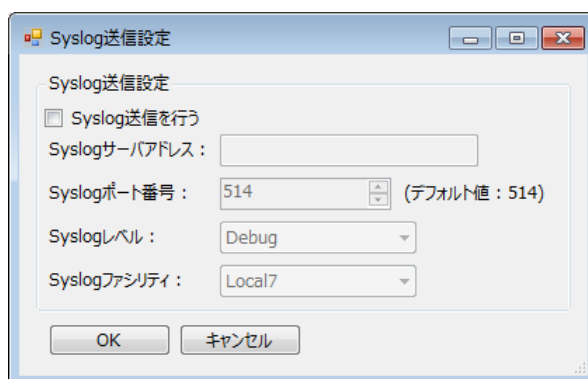 Syslog送信設定
Syslog送信設定
Syslog送信を行う
Syslogサーバアドレス：
Syslogポート番号： 514 (デフォルト値：514)
Syslogレベル： Debug
Syslogファシリティ： Local7
OK キャンセル